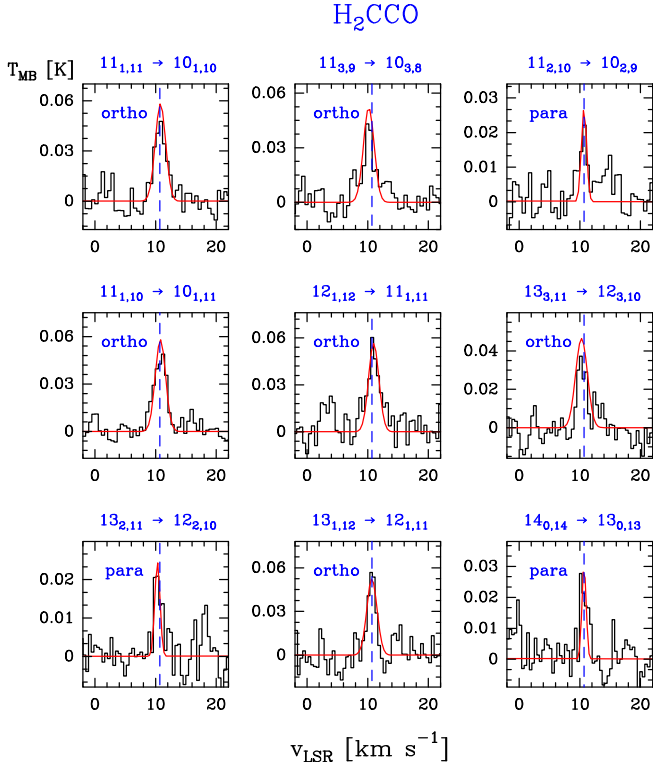 H₂CCO
11₁,₁₁ → 10₁,₁₀ 11₃,₉ → 10₃,₈ 11₂,₁₀ → 10₂,₉
T_MB [K]
0.06 0.06 0.03
ortho ortho para
0.02
0.03 0.03
0.01
0 0 0
0 10 20 0 10 20 0 10 20
11₁,₁₀ → 10₁,₁₁ 12₁,₁₂ → 11₁,₁₁ 13₃,₁₁ → 12₃,₁₀
0.06 0.06
ortho ortho ortho
0.04
0.03 0.03
0.02
0 0 0
0 10 20 0 10 20 0 10 20
13₂,₁₁ → 12₂,₁₀ 13₁,₁₂ → 12₁,₁₁ 14₀,₁₄ → 13₀,₁₃
para ortho para
0.06 0.03
0.02
0.02
0.03
0.01
0.01
0 0 0
0 10 20 0 10 20 0 10 20
v_LSR [km s⁻¹]